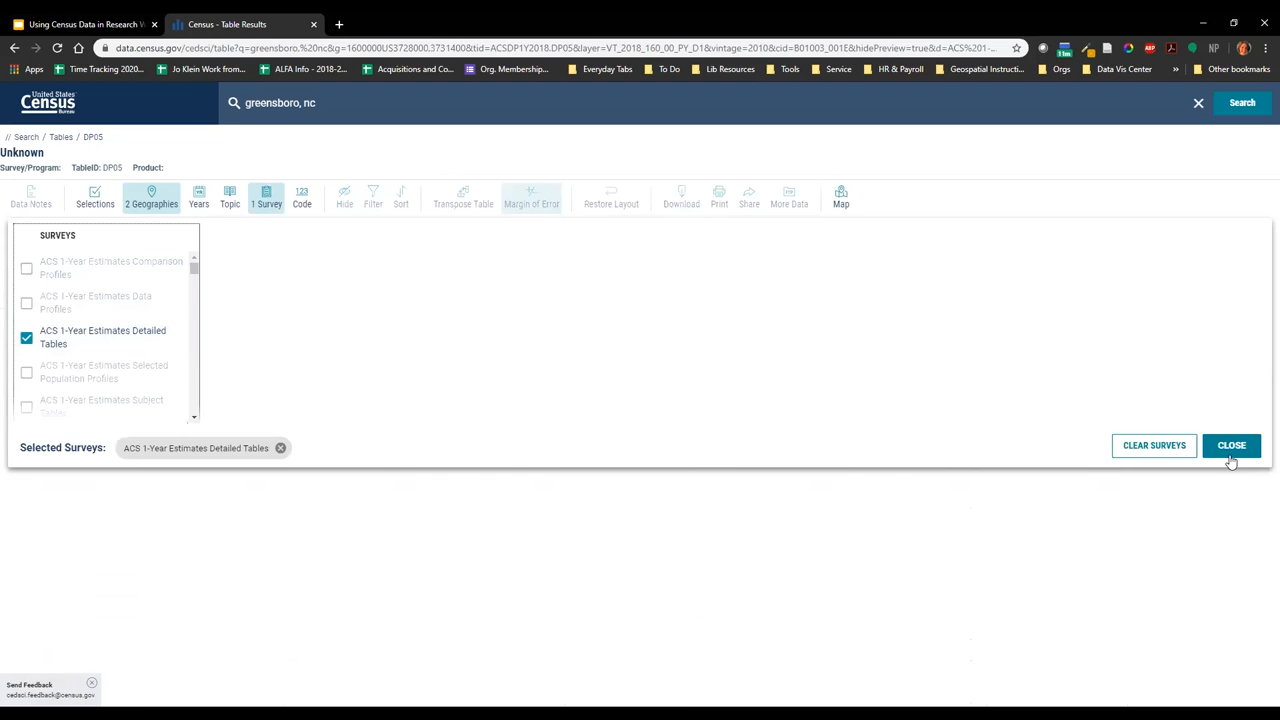 Using Census Data in Research W
Census - Table Results
data.census.gov/cedsci/table?q=greensboro.%20nc&g=1600000US3728000.3731400&tid=ACSDP1Y2018.DP05&layer=VT_2018_160_00_PY_D1&vintage=2010&cid=B01003_001E&hidePreview=true&d=ACS%201-...
11m
ABP
NP
Apps
Time Tracking 2020...
Jo Klein Work from...
ALFA Info - 2018-2...
Acquisitions and Co...
Org. Membership...
Everyday Tabs
To Do
Lib Resources
Tools
Service
HR & Payroll
Geospatial Instructi...
Orgs
Data Vis Center
»
Other bookmarks
United States®
Census
Bureau
greensboro, nc
Search
// Search / Tables / DP05
Unknown
Survey/Program: TableID: DP05 Product:
Data Notes
Selections
2 Geographies
YR
Years
Topic
1 Survey
123
Code
Hide
Filter
Sort
Transpose Table
Margin of Error
Restore Layout
Download
Print
Share
FTP
More Data
Map
SURVEYS
ACS 1-Year Estimates Comparison
Profiles
ACS 1-Year Estimates Data
Profiles
ACS 1-Year Estimates Detailed
Tables
ACS 1-Year Estimates Selected
Population Profiles
ACS 1-Year Estimates Subject
Tables
Selected Surveys:
ACS 1-Year Estimates Detailed Tables
CLEAR SURVEYS
CLOSE
Send Feedback
cedsci.feedback@census.gov